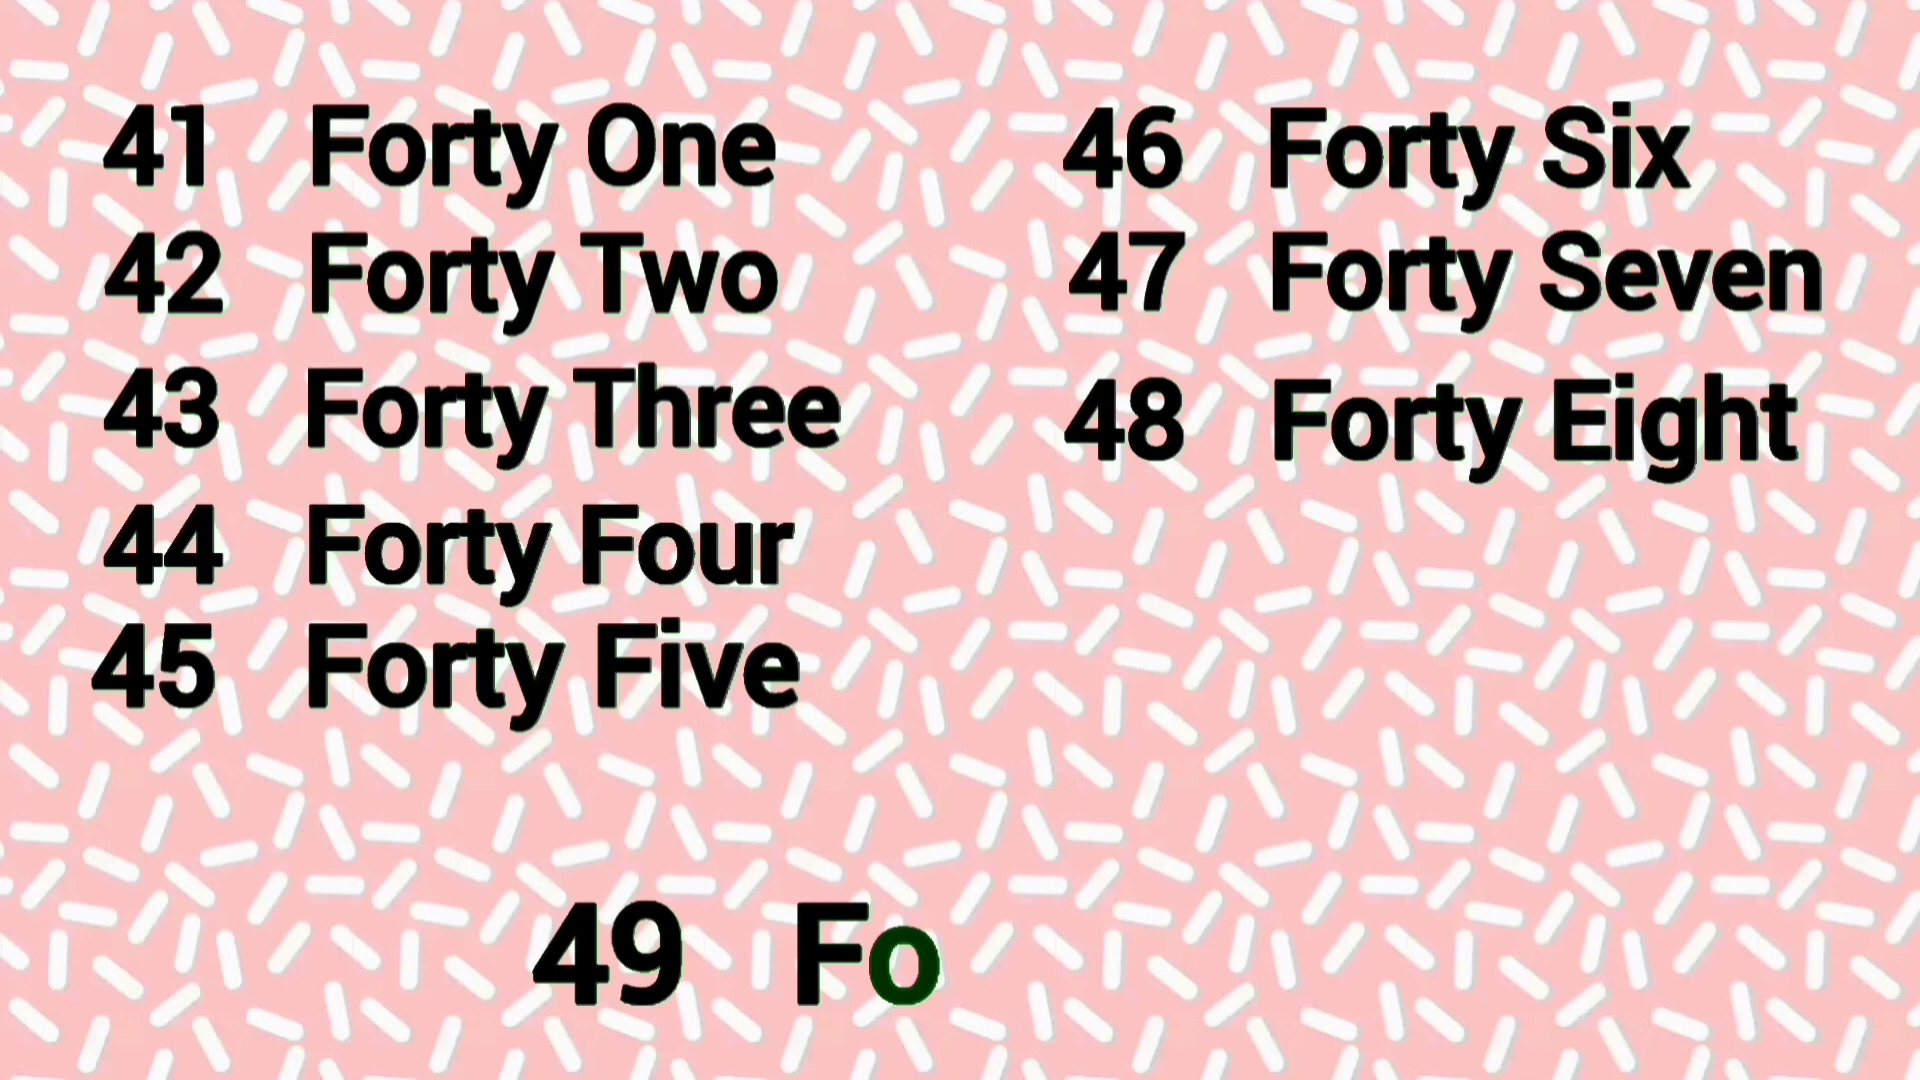 41 Forty One
42 Forty Two
43 Forty Three
44 Forty Four
45 Forty Five
46 Forty Six
47 Forty Seven
48 Forty Eight
49 Fo